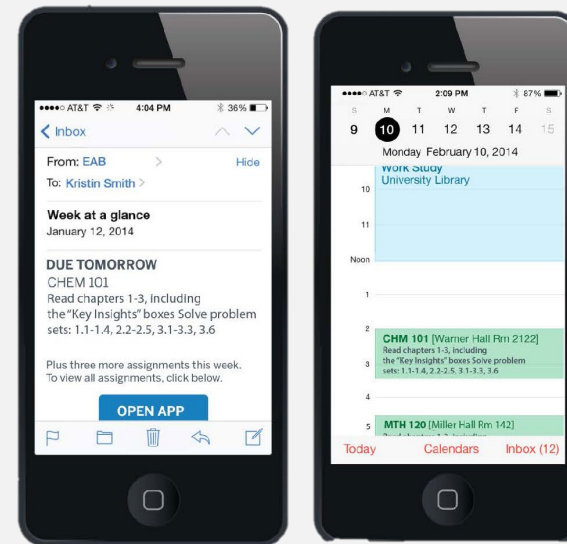 AT&T 4:04 PM 36%
Inbox
From: EAB Hide
To: Kristin Smith
Week at a glance
January 12, 2014
DUE TOMORROW
CHEM 101
Read chapters 1-3, including
the "Key Insights" boxes Solve problem
sets: 1.1-1.4, 2.2-2.5, 3.1-3.3, 3.6
Plus three more assignments this week.
To view all assignments, click below.
OPEN APP
AT&T 2:09 PM 87%
S M T W T F S
9 10 11 12 13 14 15
Monday February 10, 2014
Work Study
University Library
10
11
Noon
1
2
CHM 101 [Warner Hall Rm 2122]
Read chapters 1-3, including
the "Key Insights" boxes Solve problem
3
sets: 1.1-1.4, 2.2-2.5, 3.1-3.3, 3.6
4
5 MTH 120 [Miller Hall Rm 142]
Today Calendars Inbox (12)